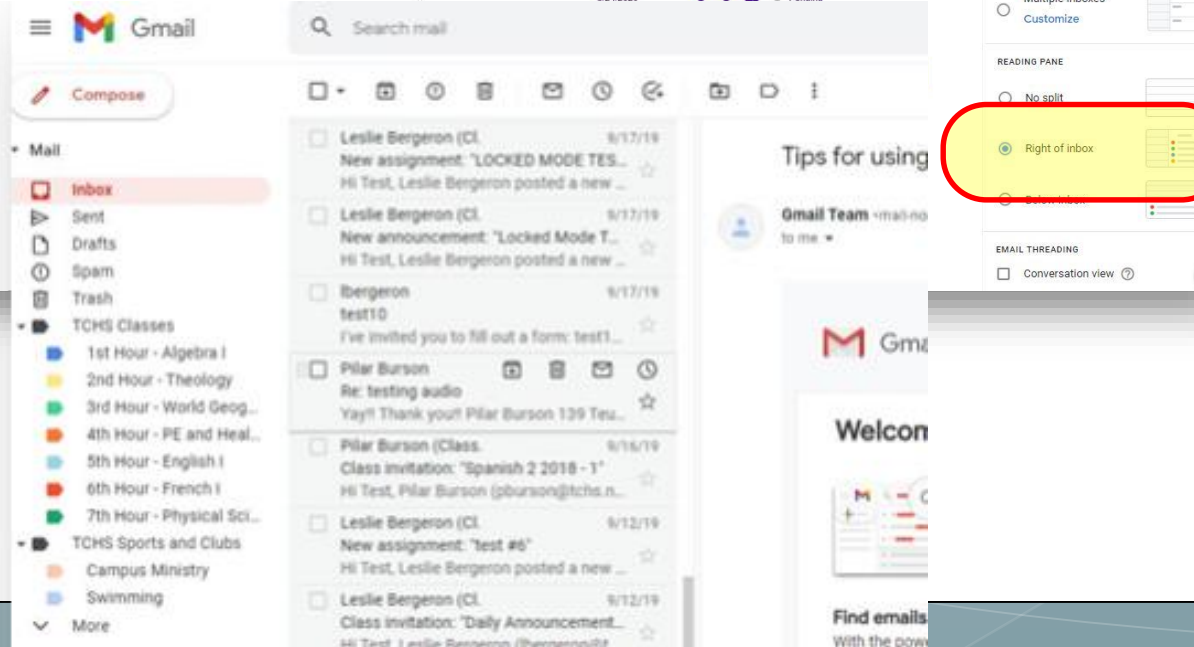 Gmail
Search mail
Compose
Mail
Inbox
Sent
Drafts
Spam
Trash
TCHS Classes
1st Hour - Algebra I
2nd Hour - Theology
3rd Hour - World Geog...
4th Hour - PE and Heal...
5th Hour - English I
6th Hour - French I
7th Hour - Physical Sci...
TCHS Sports and Clubs
Campus Ministry
Swimming
More
Leslie Bergeron (Cl. 9/17/19
New assignment: "LOCKED MODE TES...
Hi Test, Leslie Bergeron posted a new ...
Leslie Bergeron (Cl. 9/17/19
New announcement: "Locked Mode T...
Hi Test, Leslie Bergeron posted a new ...
lbergeron 9/17/19
test10
I've invited you to fill out a form: test1...
Pilar Burson
Re: testing audio
Yay!! Thank you!! Pilar Burson 139 Teu...
Pilar Burson (Class. 9/16/19
Class invitation: "Spanish 2 2018 - 1"
Hi Test, Pilar Burson (pburson@tchs.n...
Leslie Bergeron (Cl. 9/12/19
New assignment: "test #6"
Hi Test, Leslie Bergeron posted a new ...
Leslie Bergeron (Cl. 9/12/19
Class invitation: "Daily Announcement...
Hi Test, Leslie Bergeron
Tips for using
Gmail Team
to me
Gma
Welcom
Find emails
With the powe
Multiple inboxes
Customize
READING PANE
No split
Right of inbox
Below inbox
EMAIL THREADING
Conversation view